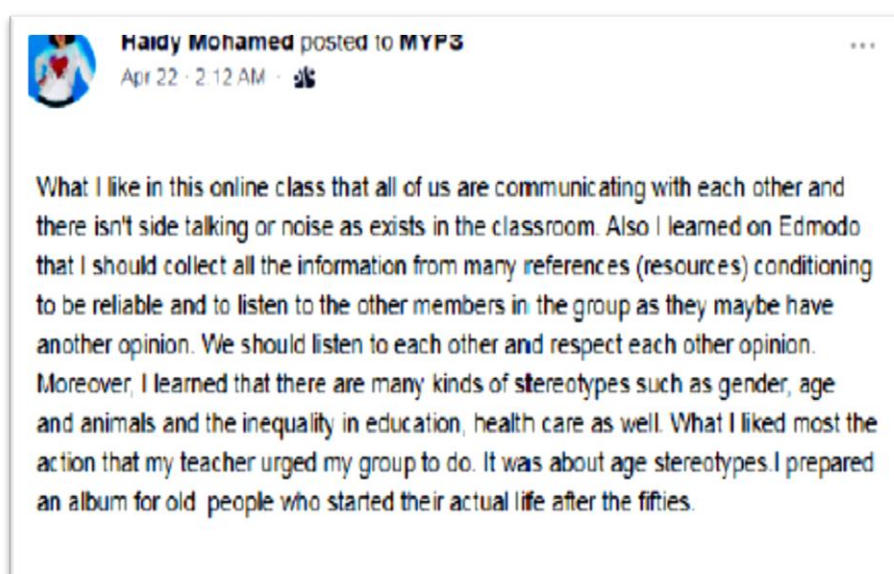 Haidy Mohamed posted to MYP3
Apr 22 · 2:12 AM ·
What I like in this online class that all of us are communicating with each other and
there isn't side talking or noise as exists in the classroom. Also I learned on Edmodo
that I should collect all the information from many references (resources) conditioning
to be reliable and to listen to the other members in the group as they maybe have
another opinion. We should listen to each other and respect each other opinion.
Moreover, I learned that there are many kinds of stereotypes such as gender, age
and animals and the inequality in education, health care as well. What I liked most the
action that my teacher urged my group to do. It was about age stereotypes.I prepared
an album for old people who started their actual life after the fifties.